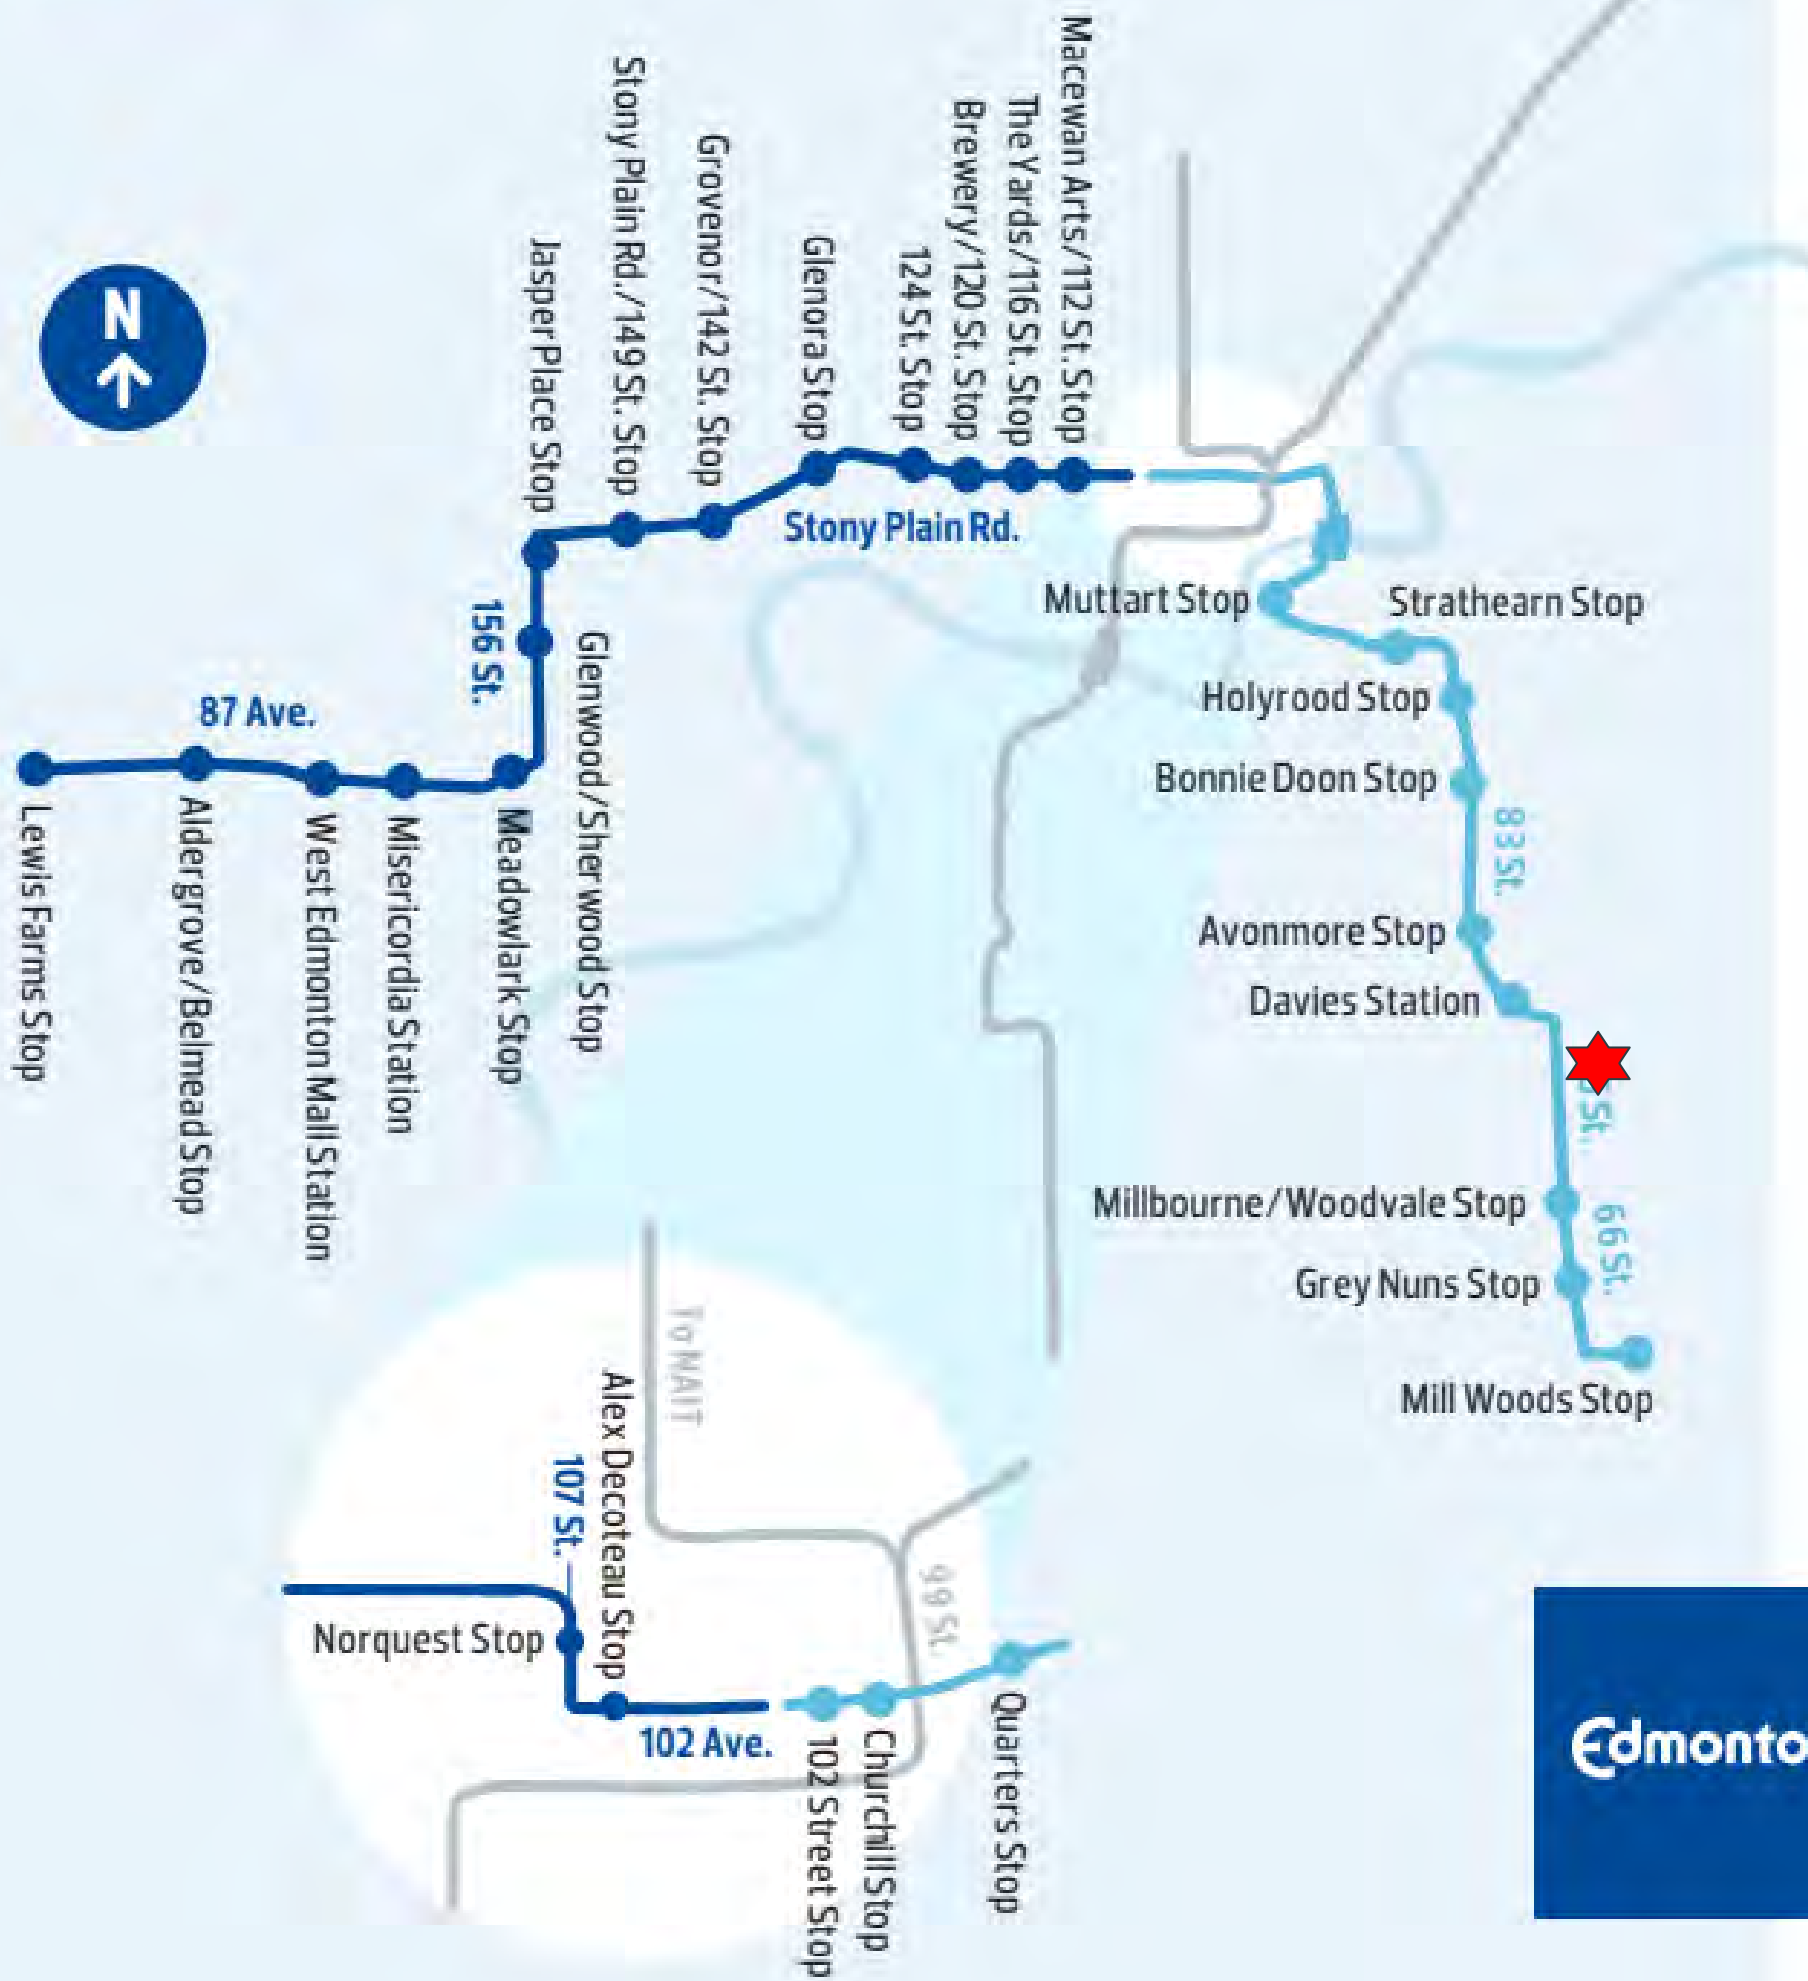 Macewan Arts/112 St. Stop
The Yards/116 St. Stop
Brewery/120 St. Stop
124 St. Stop
Glenora Stop
Grovenor/142 St. Stop
Stony Plain Rd./149 St. Stop
Jasper Place Stop
N
Stony Plain Rd.
156 St.
Glenwood/Sherwood Stop
87 Ave.
Meadowlark Stop
Misericordia Station
West Edmonton Mall Station
Aldergrove/Belmead Stop
Lewis Farms Stop
Muttart Stop
Strathearn Stop
Holyrood Stop
Bonnie Doon Stop
83 St.
Avonmore Stop
Davies Station
St.
Millbourne/Woodvale Stop
66 St.
Grey Nuns Stop
Mill Woods Stop
To NAIT
Alex Decoteau Stop
107 St.
Norquest Stop
99 St.
102 Ave.
102 Street Stop
Churchill Stop
Quarters Stop
Edmonto